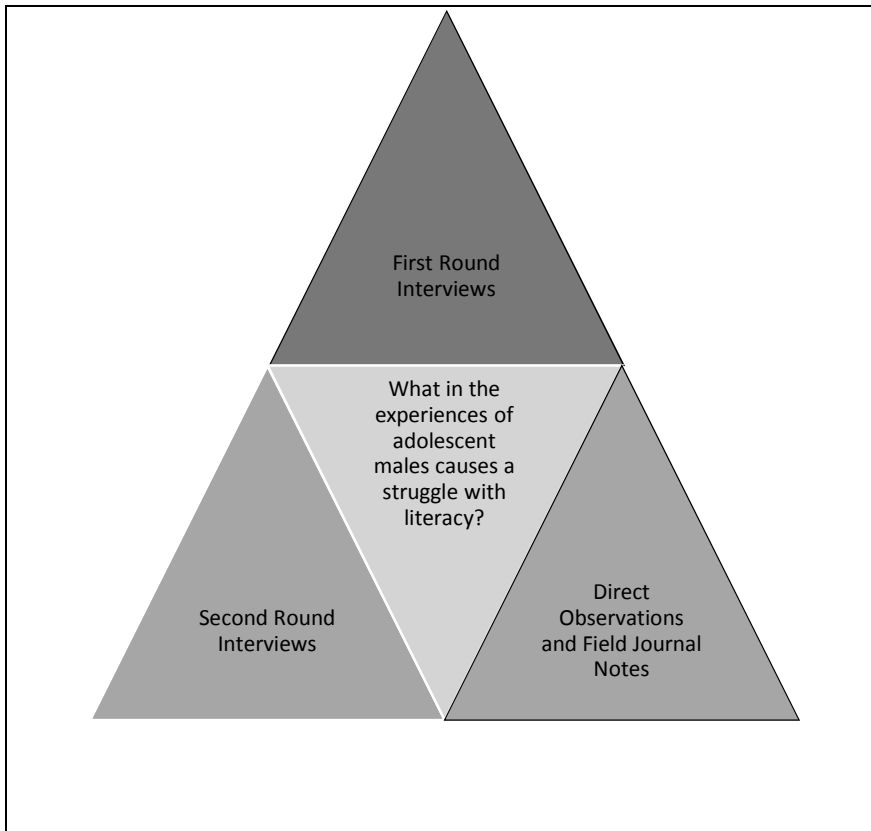 First Round
Interviews
What in the
experiences of
adolescent
males causes a
struggle with
literacy?
Second Round
Interviews
Direct
Observations
and Field Journal
Notes